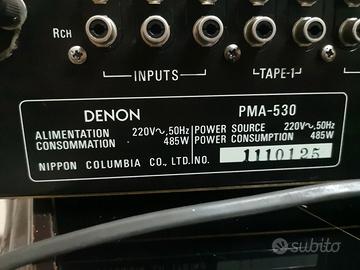 RCH
INPUTS
TAPE-1
DENON
PMA-530
ALIMENTATION 220V~,50Hz
CONSOMMATION 485W
POWER SOURCE 220V~,50Hz
POWER CONSUMPTION 485W
NIPPON COLUMBIA CO., LTD. NO. 1110125
subito